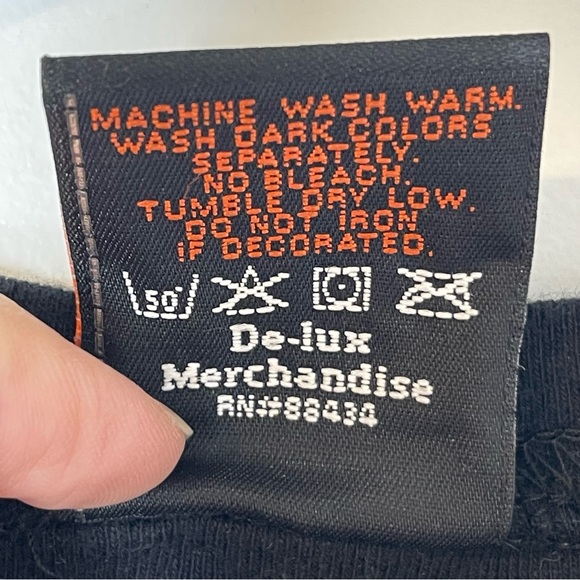 MACHINE WASH WARM.
WASH DARK COLORS
SEPARATELY.
NO BLEACH.
TUMBLE DRY LOW.
DO NOT IRON
IF DECORATED.
50°
De-lux
Merchandise
RN#88434